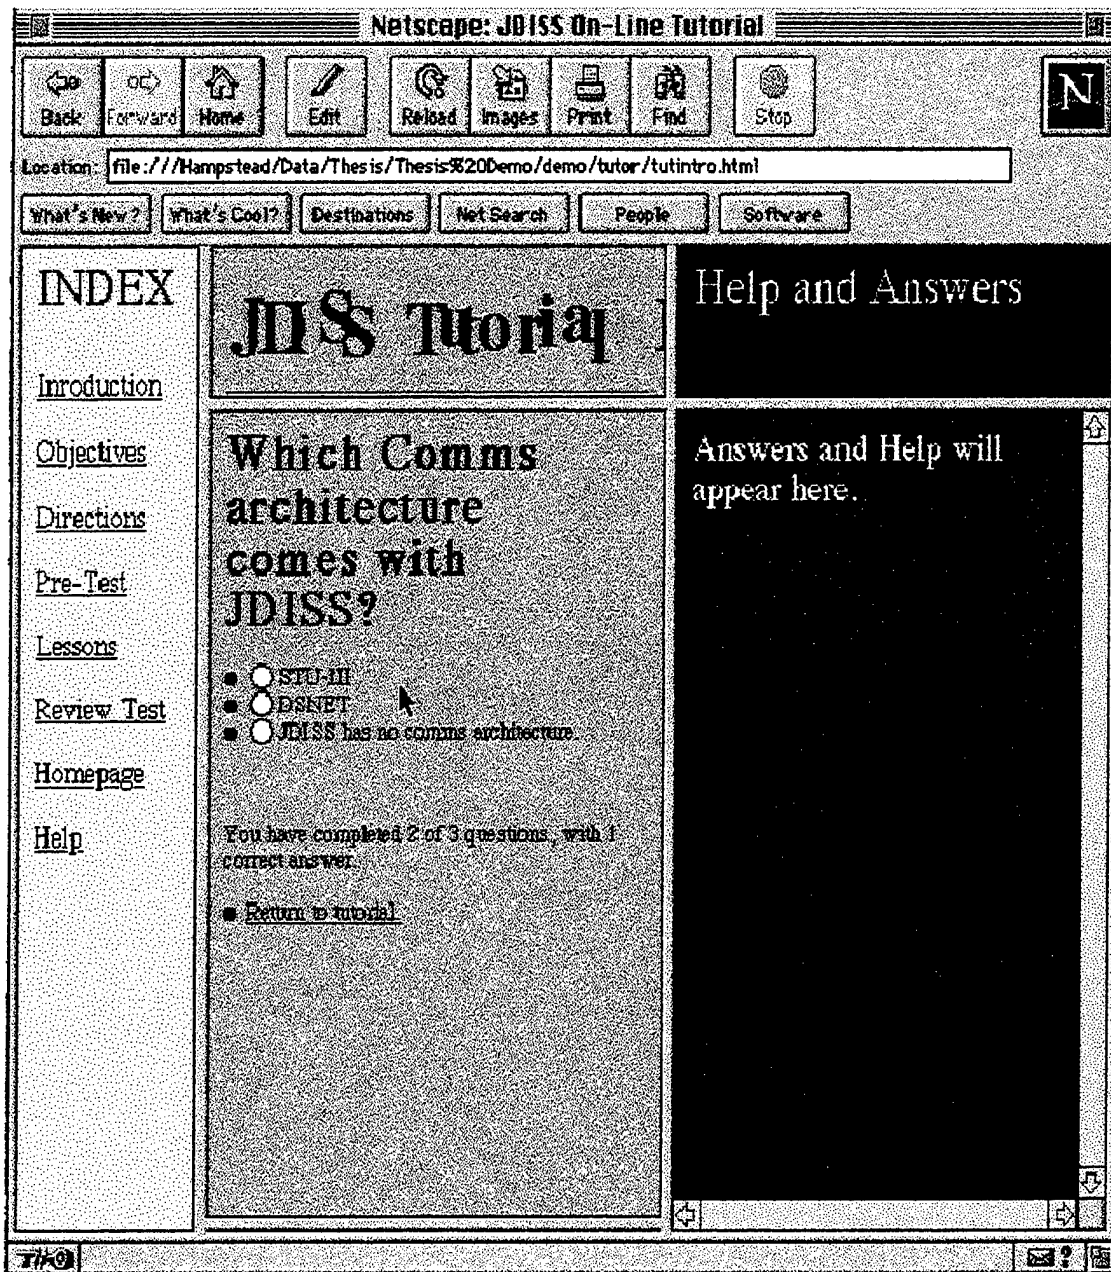 Netscape: JDISS On-Line Tutorial
Back Forward Home Edit Reload Images Print Find Stop
N
Location: file:///Hampstead/Data/Thesis/Thesis%20Demo/demo/tutor/tutintro.html
What's New? What's Cool? Destinations Net Search People Software
INDEX
Inroduction
Objectives
Directions
Pre-Test
Lessons
Review Test
Homepage
Help
JDISS Tutorial
Which Comms
architecture
comes with
JDISS?
STU-III
DSNET
JDISS has no comms architecture.
You have completed 2 of 3 questions, with 1
correct answer.
Return to tutorial.
Help and Answers
Answers and Help will
appear here.
?